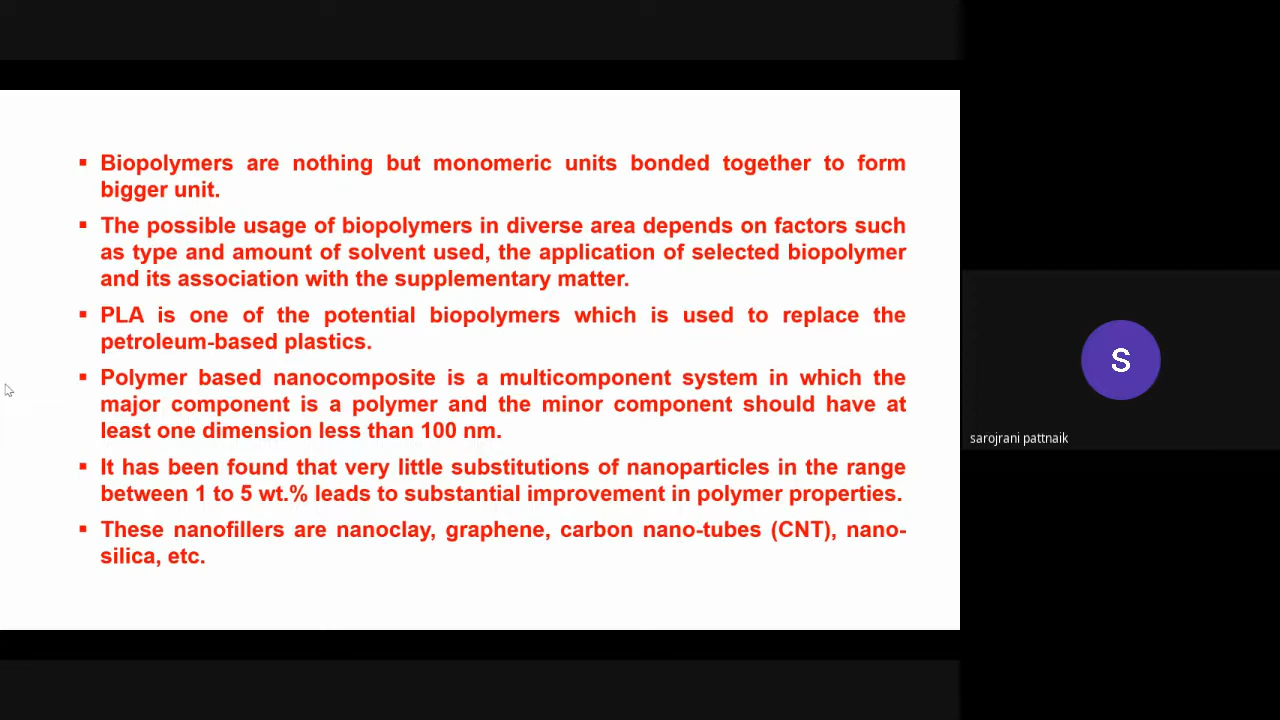 ▪ Biopolymers are nothing but monomeric units bonded together to form
bigger unit.
▪ The possible usage of biopolymers in diverse area depends on factors such
as type and amount of solvent used, the application of selected biopolymer
and its association with the supplementary matter.
▪ PLA is one of the potential biopolymers which is used to replace the
petroleum-based plastics.
▪ Polymer based nanocomposite is a multicomponent system in which the
major component is a polymer and the minor component should have at
least one dimension less than 100 nm.
▪ It has been found that very little substitutions of nanoparticles in the range
between 1 to 5 wt.% leads to substantial improvement in polymer properties.
▪ These nanofillers are nanoclay, graphene, carbon nano-tubes (CNT), nano-
silica, etc.
S
sarojrani pattnaik